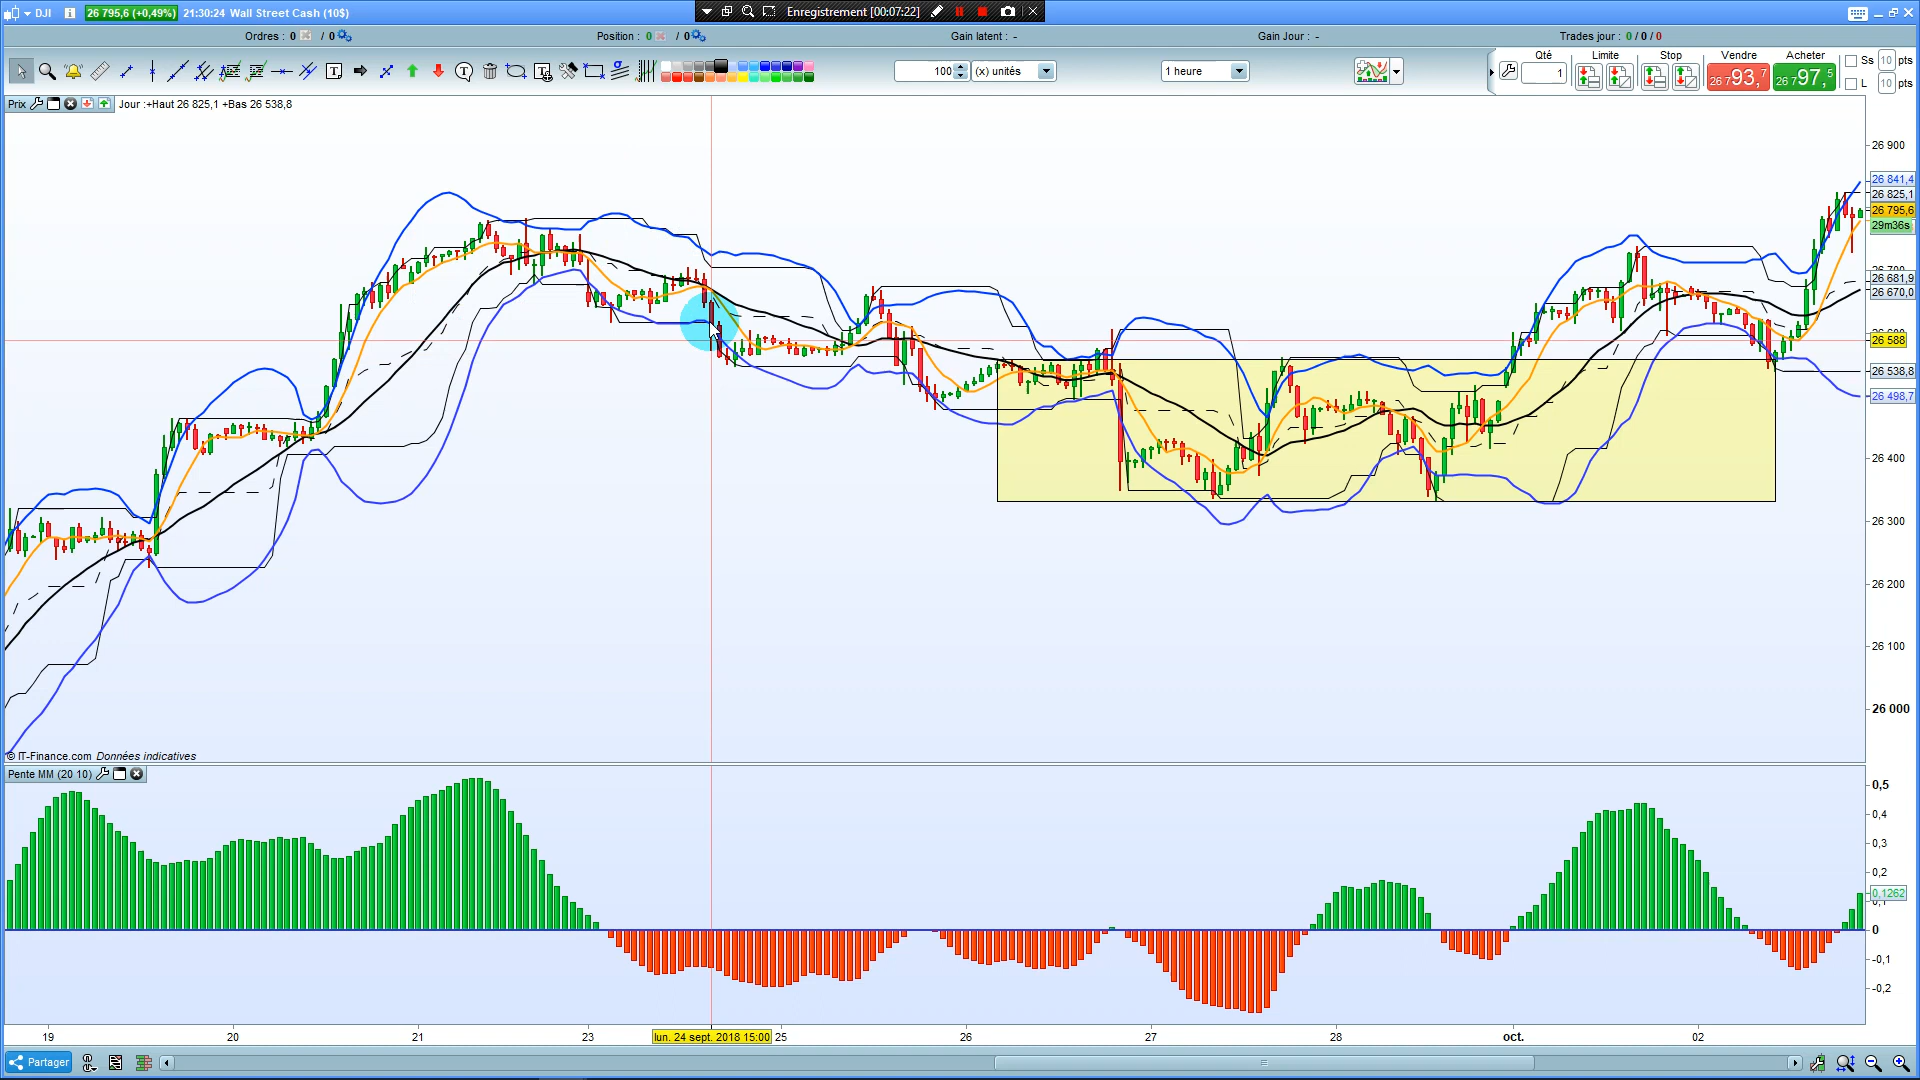 DJI 26 795,6 (+0,49%) 21:30:24 Wall Street Cash (10$)
Enregistrement [00:07:22]
Ordres : 0 / 0 Position : 0 / 0 Gain latent : - Gain Jour : - Trades jour : 0 / 0 / 0
100 (x) unités 1 heure
Qté Limite Stop Vendre Acheter
1 26 793,7 26 797,5
Ss 10 pts
L 10 pts
Prix Jour :+Haut 26 825,1 +Bas 26 538,8
26 900
26 841,4
26 825,1
26 795,6
29m36s
26 681,9
26 670,0
26 588
26 538,8
26 498,7
26 400
26 300
26 200
26 100
26 000
© IT-Finance.com Données indicatives
Pente MM (20 10)
0,5
0,4
0,3
0,2
0,1262
0
-0,1
-0,2
19 20 21 23 lun. 24 sept. 2018 15:00 25 26 27 28 oct. 02
Partager